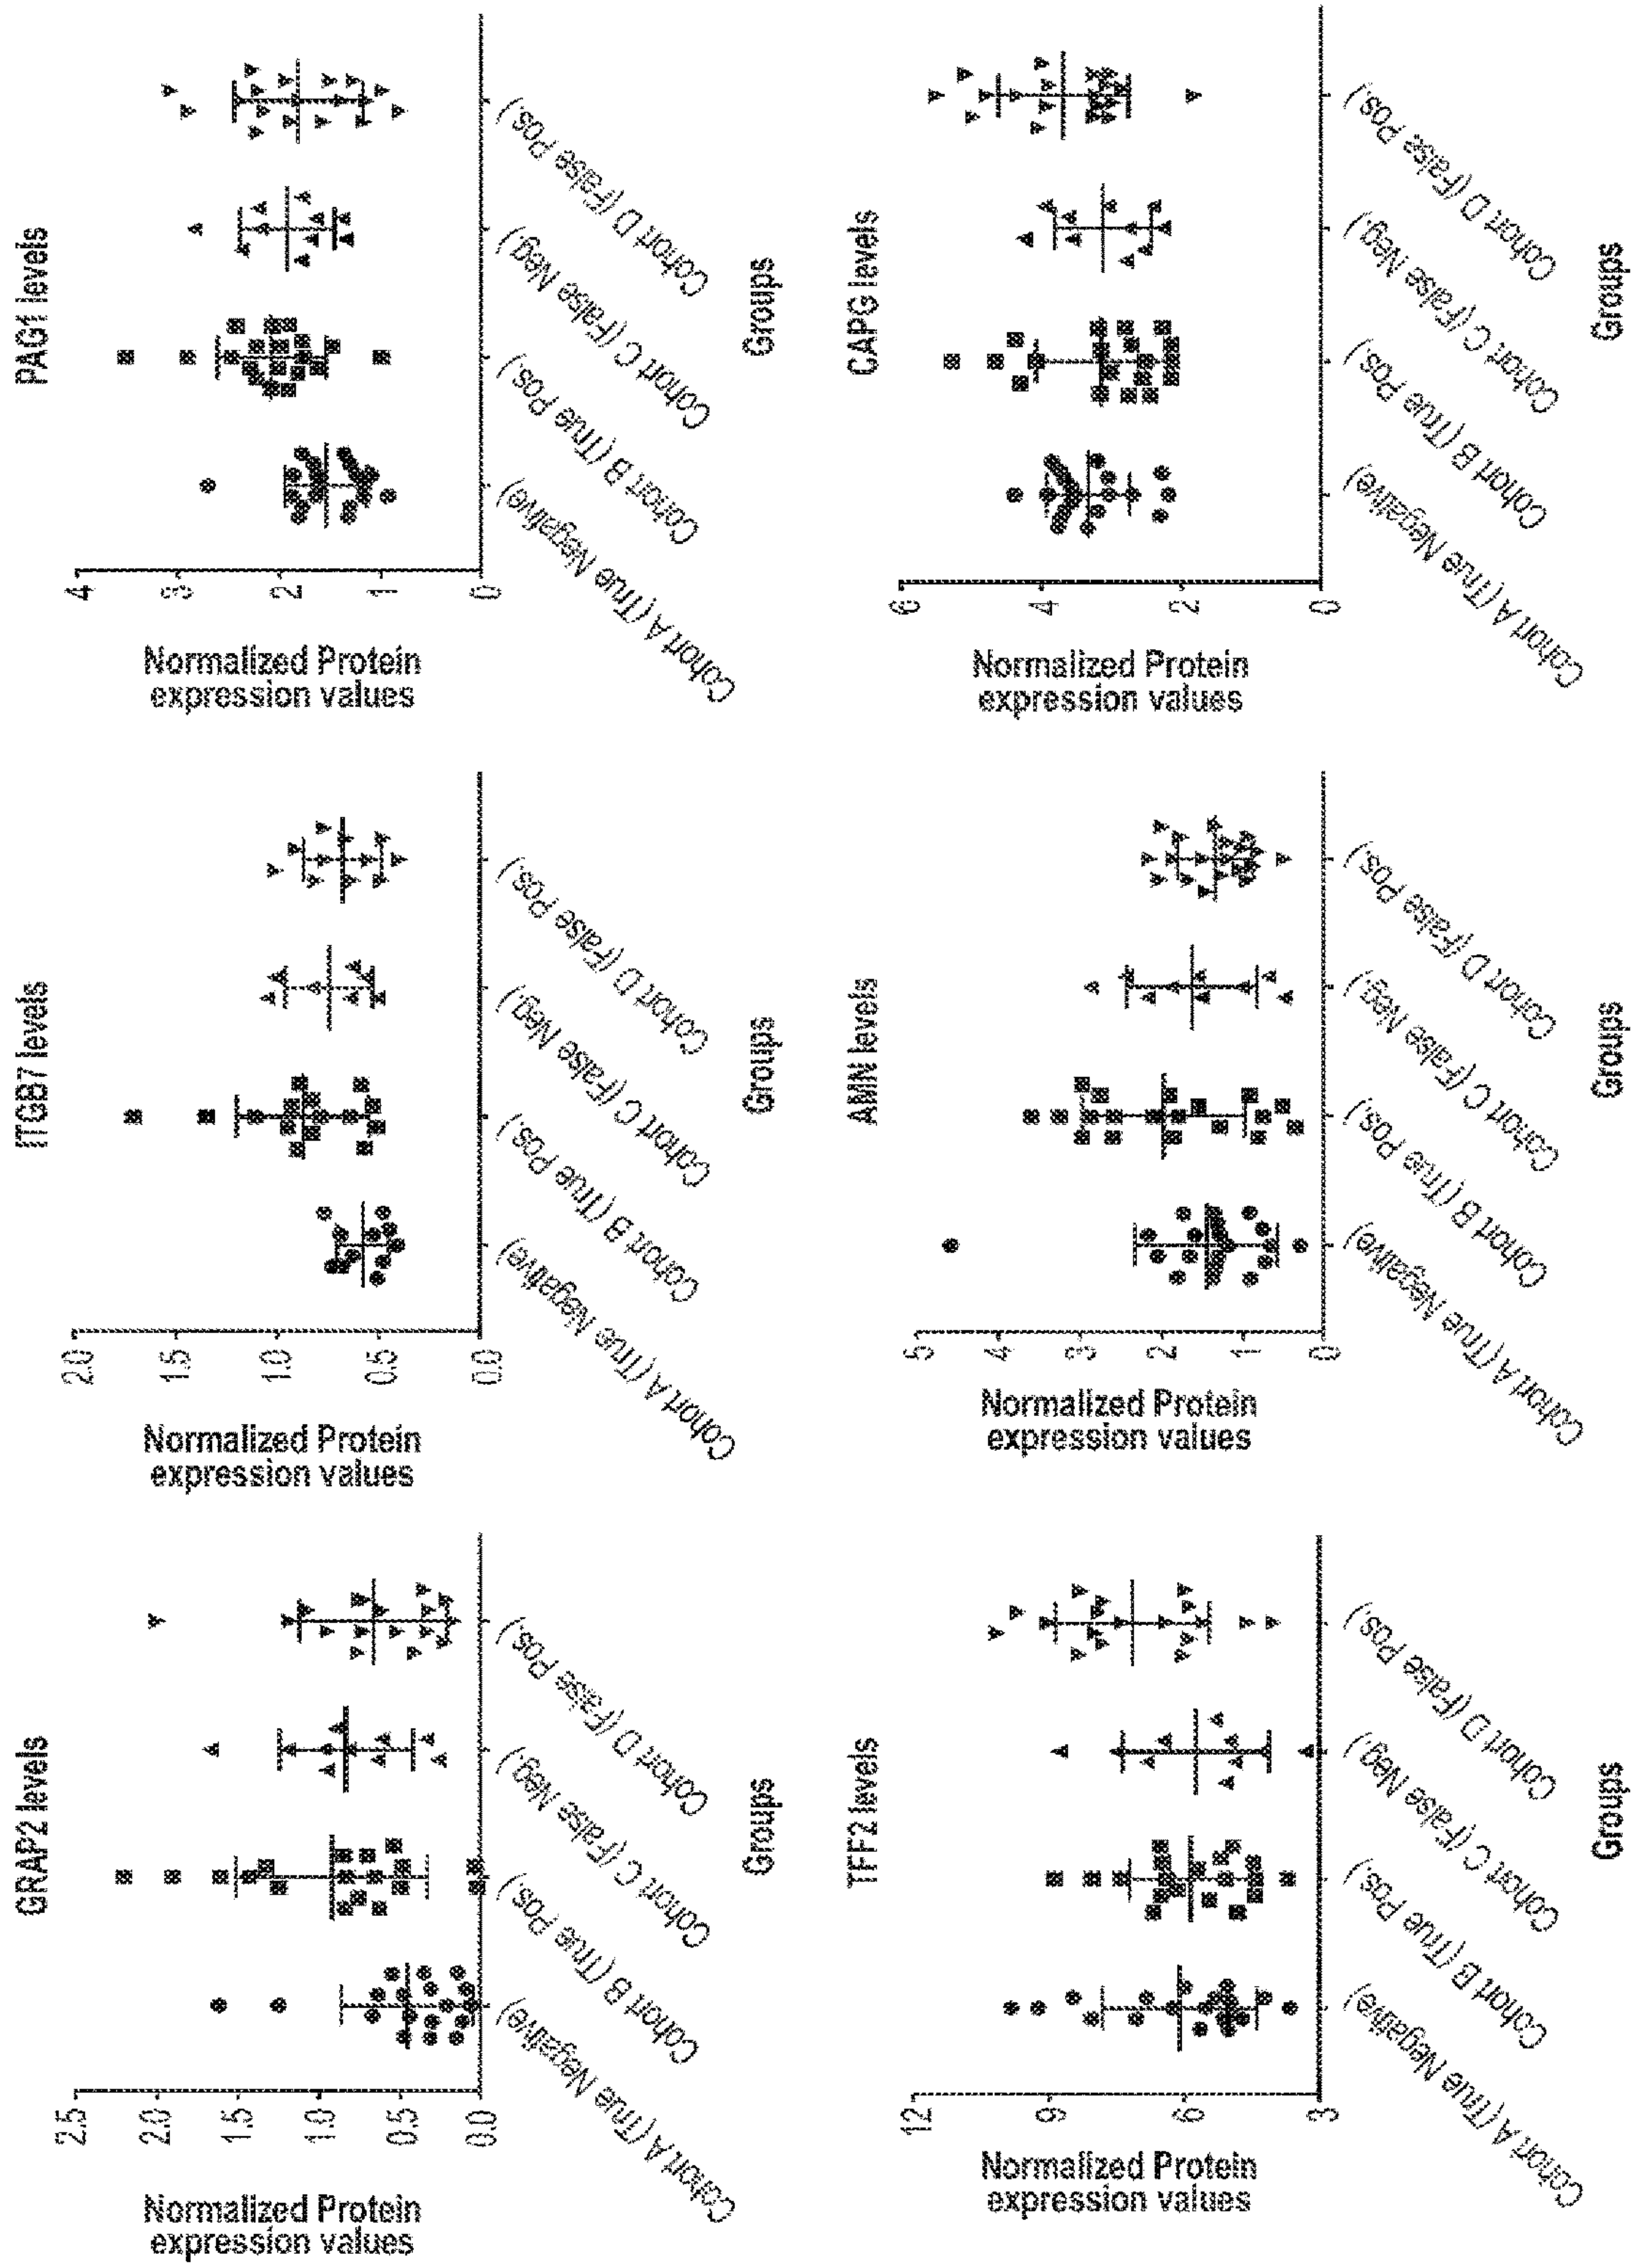 GRAP2 levels
Normalized Protein
expression values
2.5
2.0
1.5
1.0
0.5
0.0
Cohort A (True Negative)
Cohort B (True Pos.)
Cohort C (False Neg.)
Cohort D (False Pos.)
Groups
ITGB7 levels
Normalized Protein
expression values
2.0
1.5
1.0
0.5
0.0
Cohort A (True Negative)
Cohort B (True Pos.)
Cohort C (False Neg.)
Cohort D (False Pos.)
Groups
PAG1 levels
Normalized Protein
expression values
4
3
2
1
0
Cohort A (True Negative)
Cohort B (True Pos.)
Cohort C (False Neg.)
Cohort D (False Pos.)
Groups
TFF2 levels
Normalized Protein
expression values
12
9
6
3
Cohort A (True Negative)
Cohort B (True Pos.)
Cohort C (False Neg.)
Cohort D (False Pos.)
Groups
AMN levels
Normalized Protein
expression values
5
4
3
2
1
0
Cohort A (True Negative)
Cohort B (True Pos.)
Cohort C (False Neg.)
Cohort D (False Pos.)
Groups
CAPG levels
Normalized Protein
expression values
6
4
2
0
Cohort A (True Negative)
Cohort B (True Pos.)
Cohort C (False Neg.)
Cohort D (False Pos.)
Groups